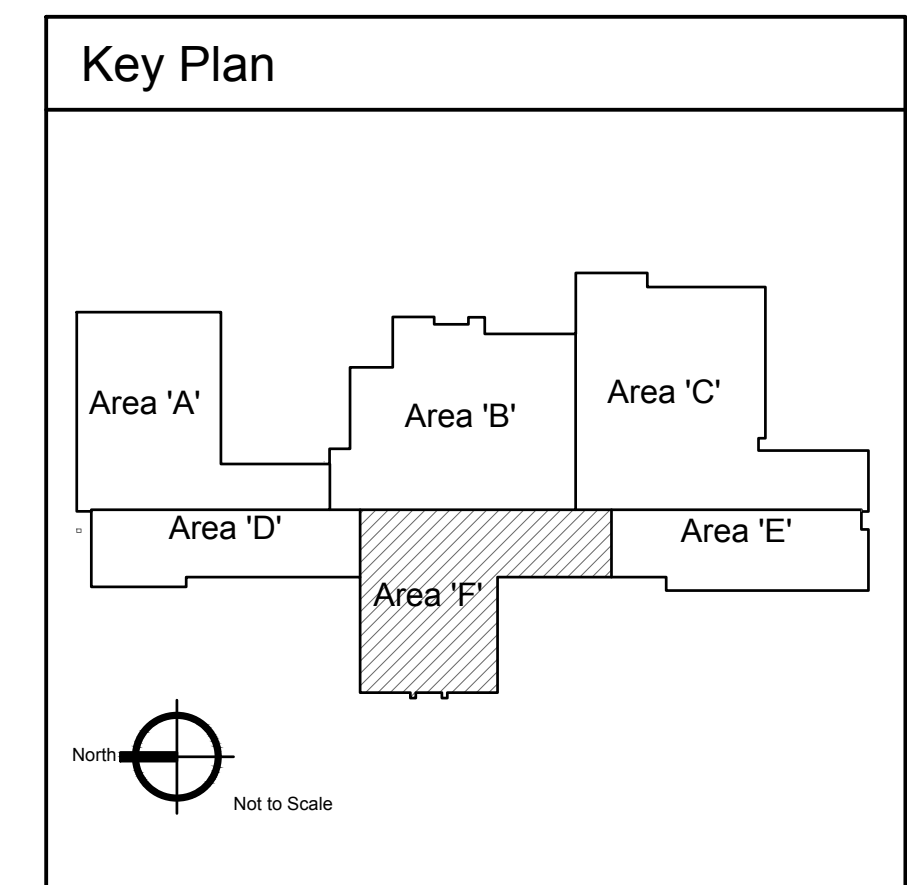 Key Plan
Area 'A'
Area 'B'
Area 'C'
Area 'D'
Area 'E'
Area 'F'
North
Not to Scale